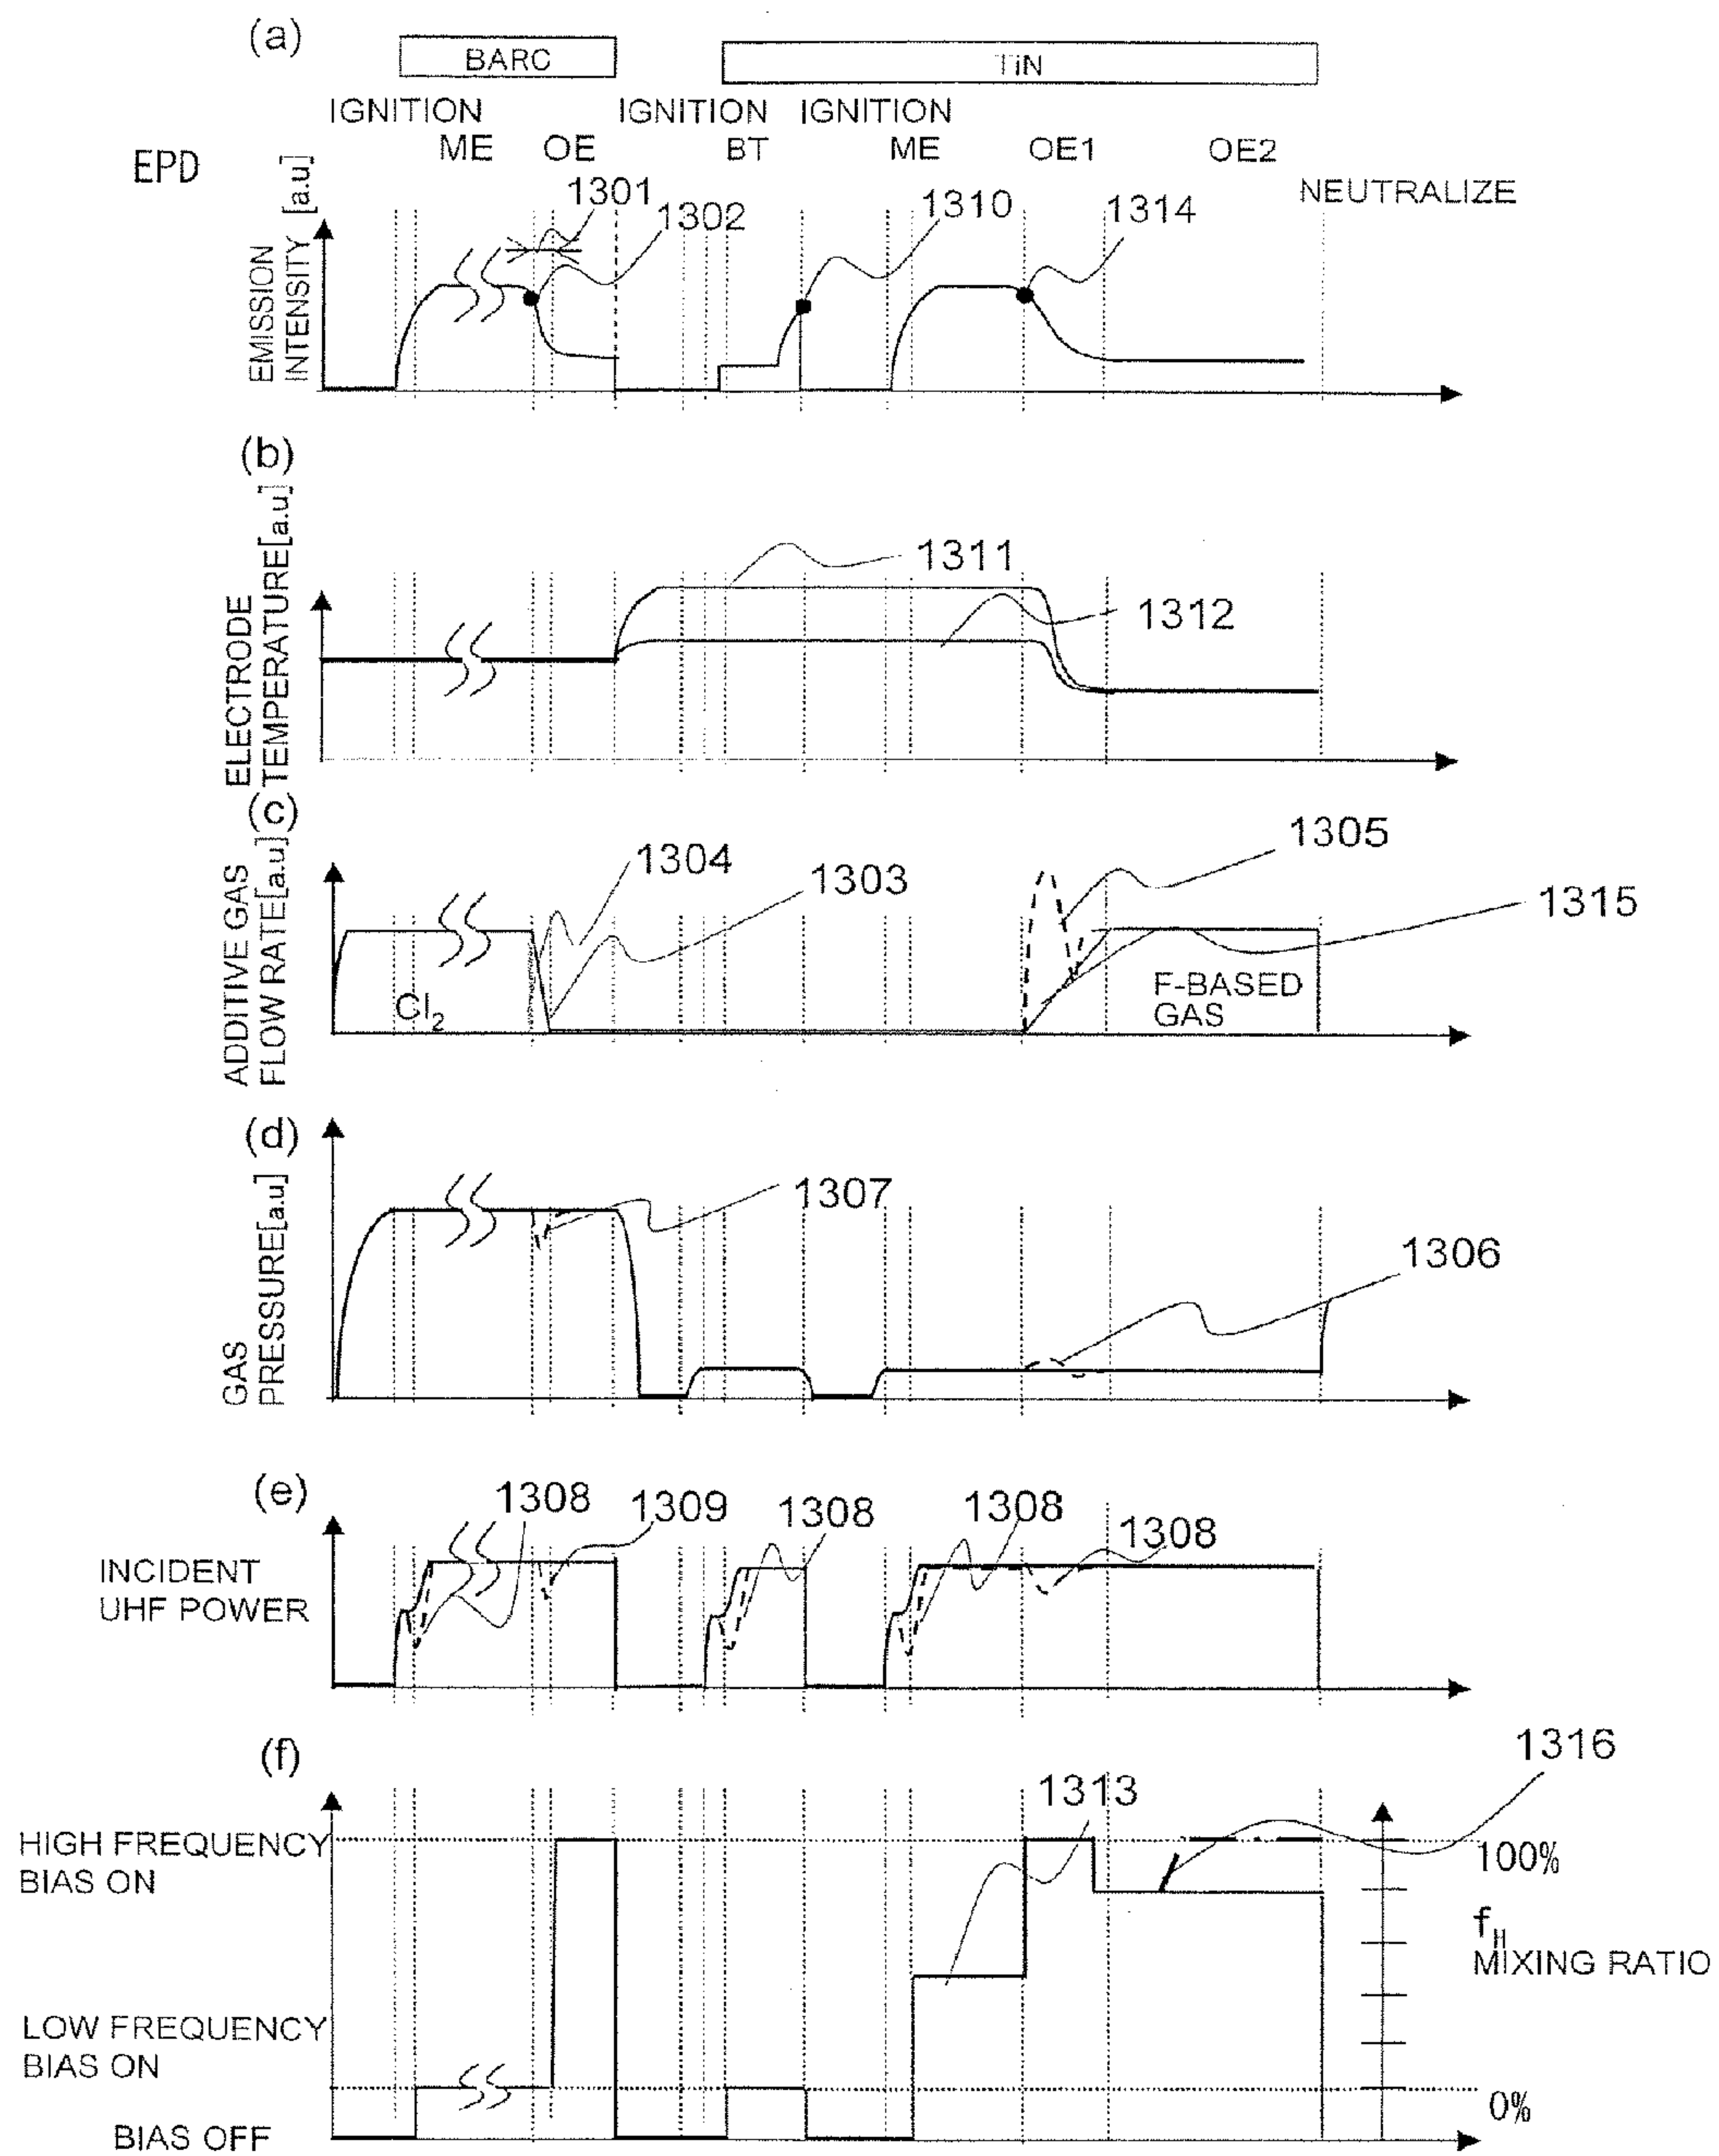 (a)
BARC
TiN
IGNITION
IGNITION
IGNITION
ME
OE
BT
ME
OE1
OE2
EPD
NEUTRALIZE
1301
1302
1310
1314
EMISSION
INTENSITY [a.u]
(b)
1311
1312
ELECTRODE
TEMPERATURE[a.u]
(c)
1304
1303
1305
1315
ADDITIVE GAS
FLOW RATE[a.u]
Cl2
F-BASED
GAS
(d)
1307
1306
GAS
PRESSURE[a.u]
(e)
1308
1309
1308
1308
1308
INCIDENT
UHF POWER
(f)
1316
1313
HIGH FREQUENCY
BIAS ON
100%
fH
MIXING RATIO
LOW FREQUENCY
BIAS ON
0%
BIAS OFF